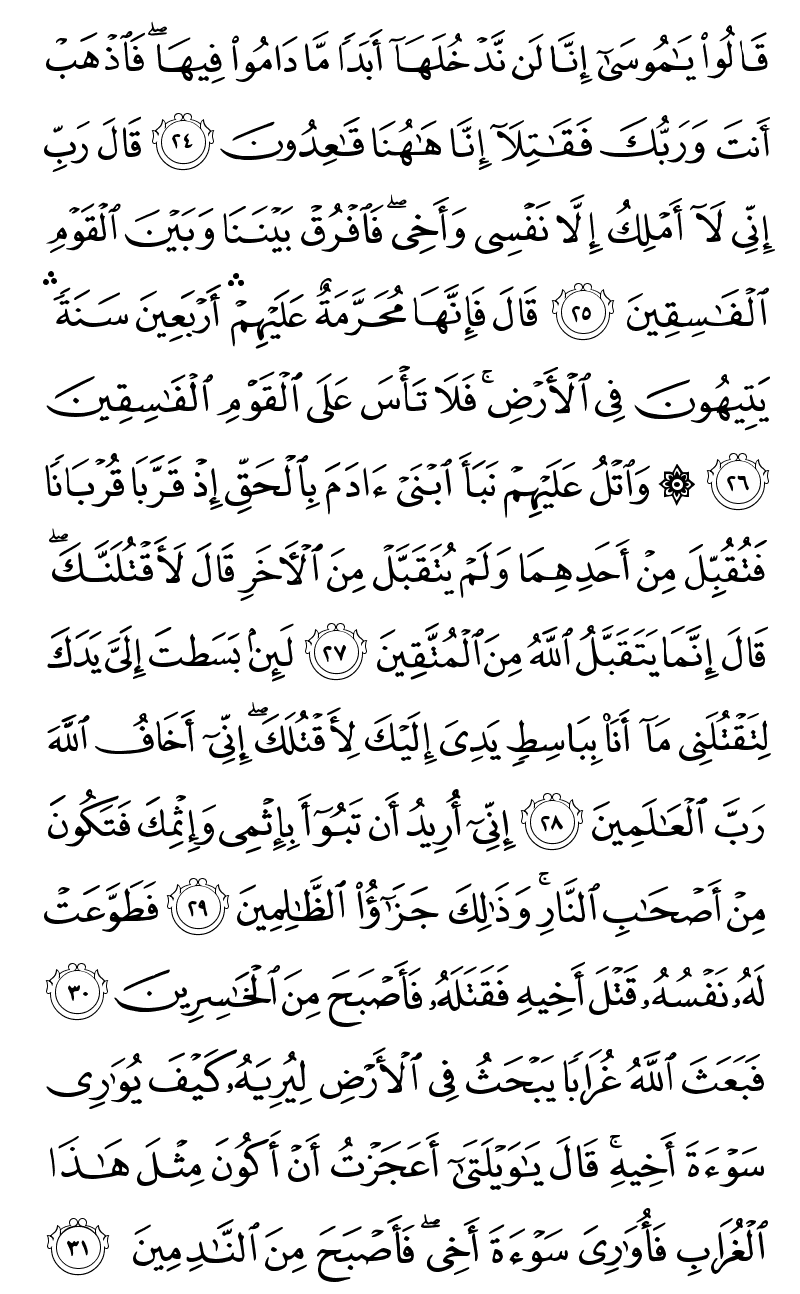 قَالُوا۟ يَـٰمُوسَىٰٓ إِنَّا لَن نَّدْخُلَهَآ أَبَدًا مَّا دَامُوا۟ فِيهَا ۖ فَٱذْهَبْ
أَنتَ وَرَبُّكَ فَقَـٰتِلَآ إِنَّا هَـٰهُنَا قَـٰعِدُونَ ٢٤ قَالَ رَبِّ
إِنِّى لَآ أَمْلِكُ إِلَّا نَفْسِى وَأَخِى ۖ فَٱفْرُقْ بَيْنَنَا وَبَيْنَ ٱلْقَوْمِ
ٱلْفَـٰسِقِينَ ٢٥ قَالَ فَإِنَّهَا مُحَرَّمَةٌ عَلَيْهِمْ ۛ أَرْبَعِينَ سَنَةً ۛ
يَتِيهُونَ فِى ٱلْأَرْضِ ۚ فَلَا تَأْسَ عَلَى ٱلْقَوْمِ ٱلْفَـٰسِقِينَ
٢٦ ۞ وَٱتْلُ عَلَيْهِمْ نَبَأَ ٱبْنَىْ ءَادَمَ بِٱلْحَقِّ إِذْ قَرَّبَا قُرْبَانًا
فَتُقُبِّلَ مِنْ أَحَدِهِمَا وَلَمْ يُتَقَبَّلْ مِنَ ٱلْـَٔاخَرِ قَالَ لَأَقْتُلَنَّكَ ۖ
قَالَ إِنَّمَا يَتَقَبَّلُ ٱللَّهُ مِنَ ٱلْمُتَّقِينَ ٢٧ لَئِنۢ بَسَطتَ إِلَىَّ يَدَكَ
لِتَقْتُلَنِى مَآ أَنَا۠ بِبَاسِطٍ يَدِىَ إِلَيْكَ لِأَقْتُلَكَ ۖ إِنِّىٓ أَخَافُ ٱللَّهَ
رَبَّ ٱلْعَـٰلَمِينَ ٢٨ إِنِّىٓ أُرِيدُ أَن تَبُوٓأَ بِإِثْمِى وَإِثْمِكَ فَتَكُونَ
مِنْ أَصْحَـٰبِ ٱلنَّارِ ۚ وَذَٰلِكَ جَزَٰٓؤُا۟ ٱلظَّـٰلِمِينَ ٢٩ فَطَوَّعَتْ
لَهُۥ نَفْسُهُۥ قَتْلَ أَخِيهِ فَقَتَلَهُۥ فَأَصْبَحَ مِنَ ٱلْخَـٰسِرِينَ ٣٠
فَبَعَثَ ٱللَّهُ غُرَابًا يَبْحَثُ فِى ٱلْأَرْضِ لِيُرِيَهُۥ كَيْفَ يُوَٰرِى
سَوْءَةَ أَخِيهِ ۚ قَالَ يَـٰوَيْلَتَىٰٓ أَعَجَزْتُ أَنْ أَكُونَ مِثْلَ هَـٰذَا
ٱلْغُرَابِ فَأُوَٰرِىَ سَوْءَةَ أَخِى ۖ فَأَصْبَحَ مِنَ ٱلنَّـٰدِمِينَ ٣١